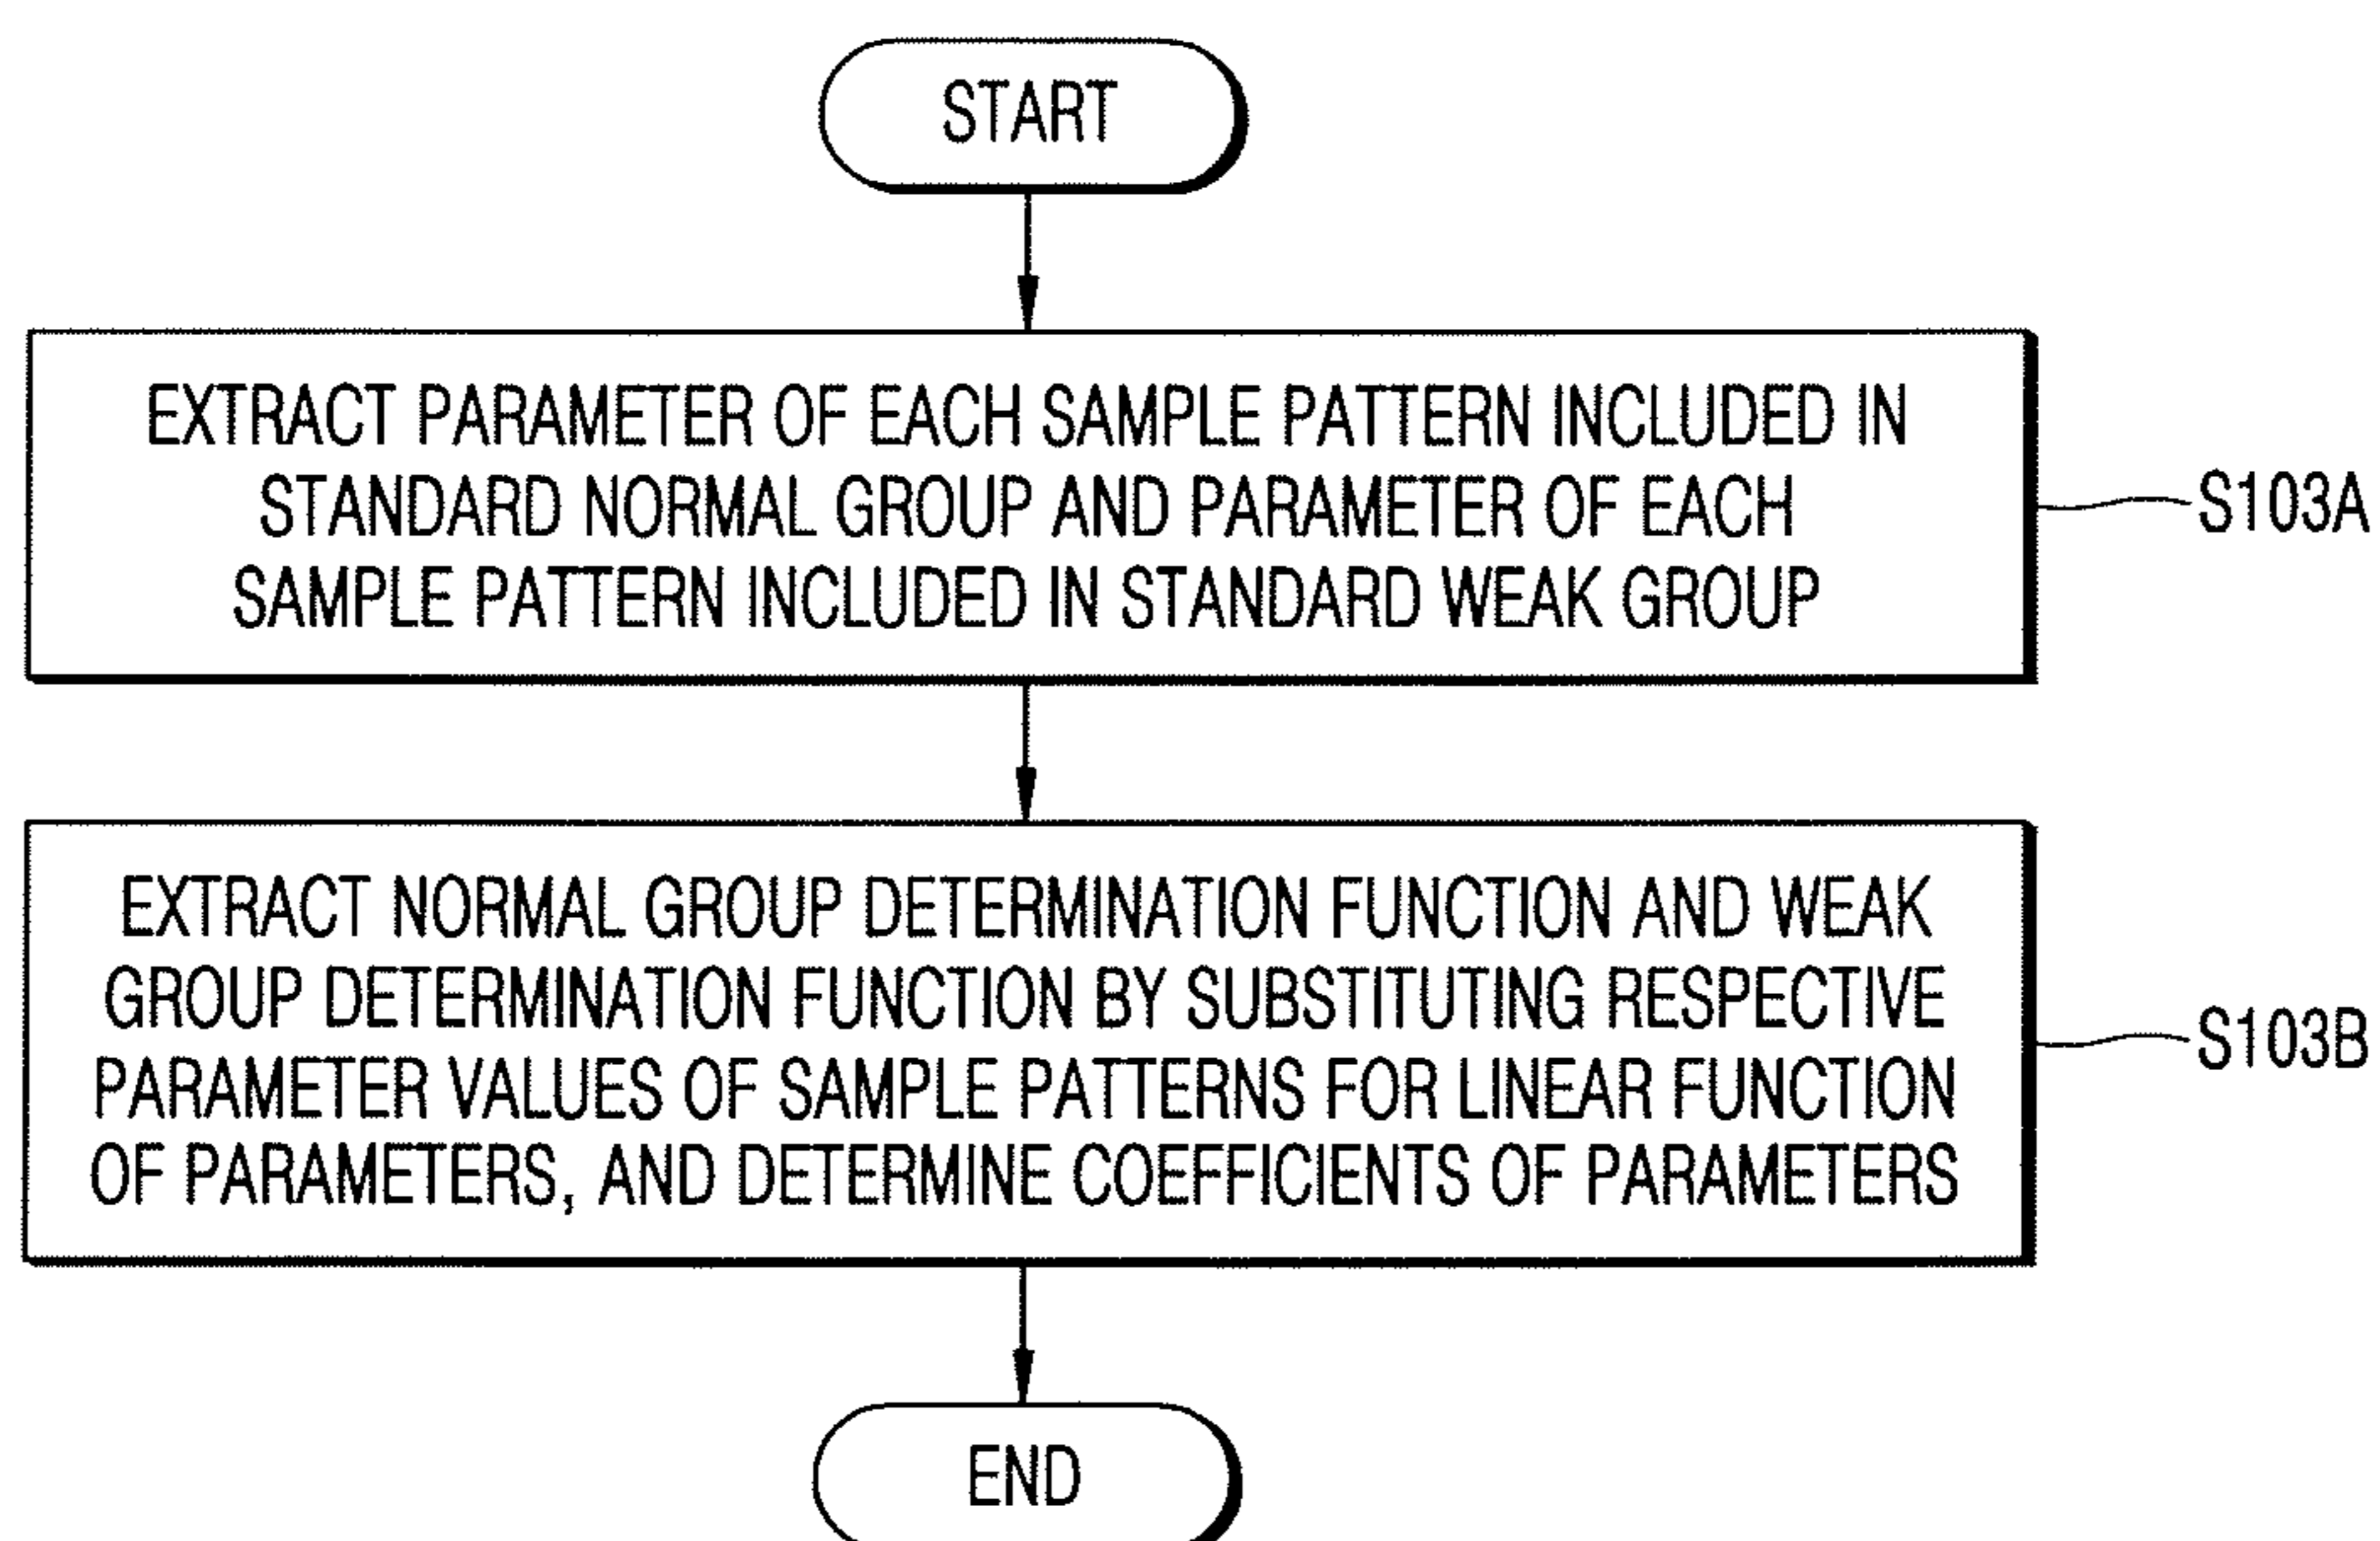 START
EXTRACT PARAMETER OF EACH SAMPLE PATTERN INCLUDED IN
STANDARD NORMAL GROUP AND PARAMETER OF EACH
SAMPLE PATTERN INCLUDED IN STANDARD WEAK GROUP
S103A
EXTRACT NORMAL GROUP DETERMINATION FUNCTION AND WEAK
GROUP DETERMINATION FUNCTION BY SUBSTITUTING RESPECTIVE
PARAMETER VALUES OF SAMPLE PATTERNS FOR LINEAR FUNCTION
OF PARAMETERS, AND DETERMINE COEFFICIENTS OF PARAMETERS
S103B
END